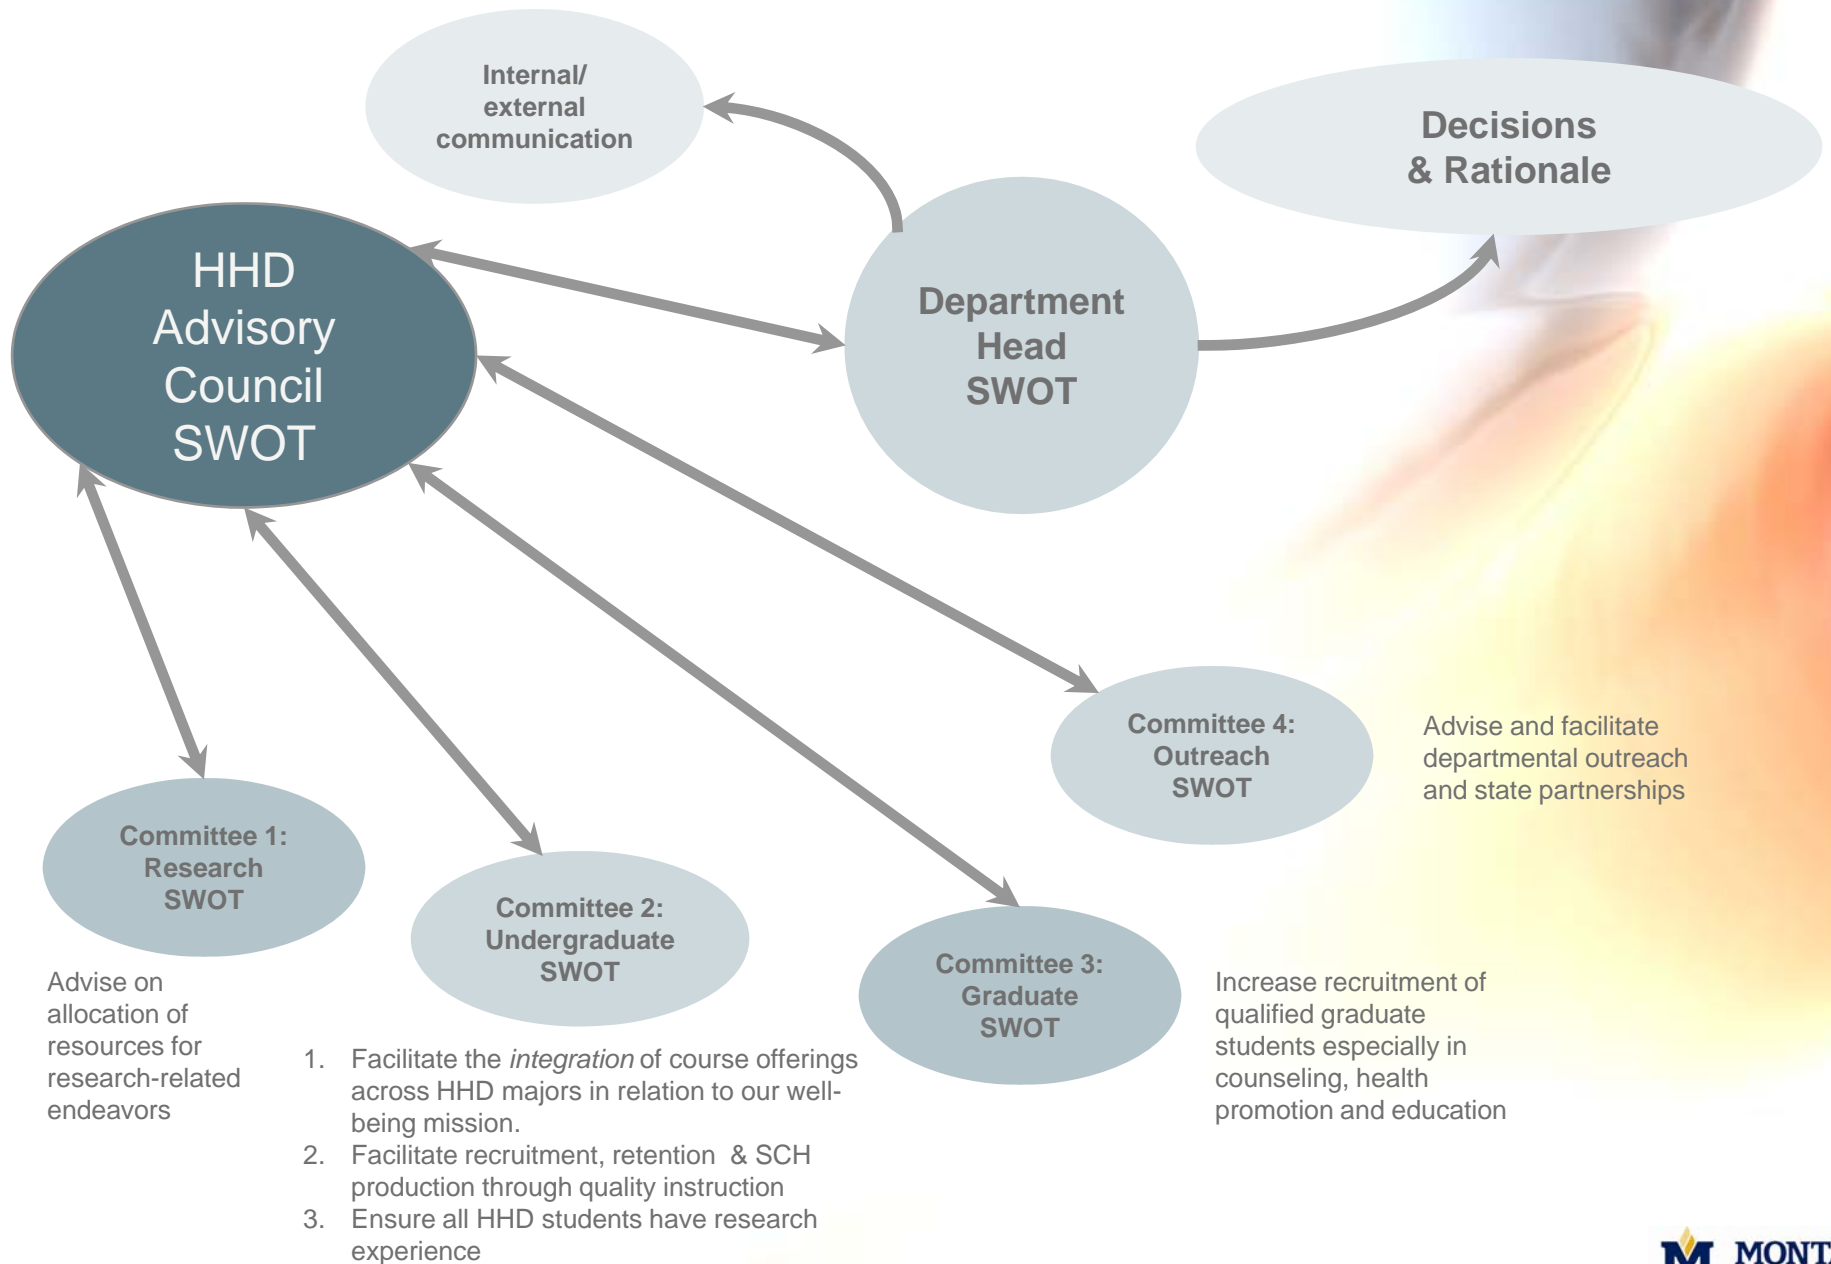 Internal/
external
communication
Decisions
& Rationale
HHD
Advisory
Council
SWOT
Department
Head
SWOT
Committee 4:
Outreach
SWOT
Advise and facilitate
departmental outreach
and state partnerships
Committee 1:
Research
SWOT
Advise on
allocation of
resources for
research-related
endeavors
Committee 2:
Undergraduate
SWOT
1. Facilitate the integration of course offerings
across HHD majors in relation to our well-
being mission.
2. Facilitate recruitment, retention & SCH
production through quality instruction
3. Ensure all HHD students have research
experience
Committee 3:
Graduate
SWOT
Increase recruitment of
qualified graduate
students especially in
counseling, health
promotion and education
M